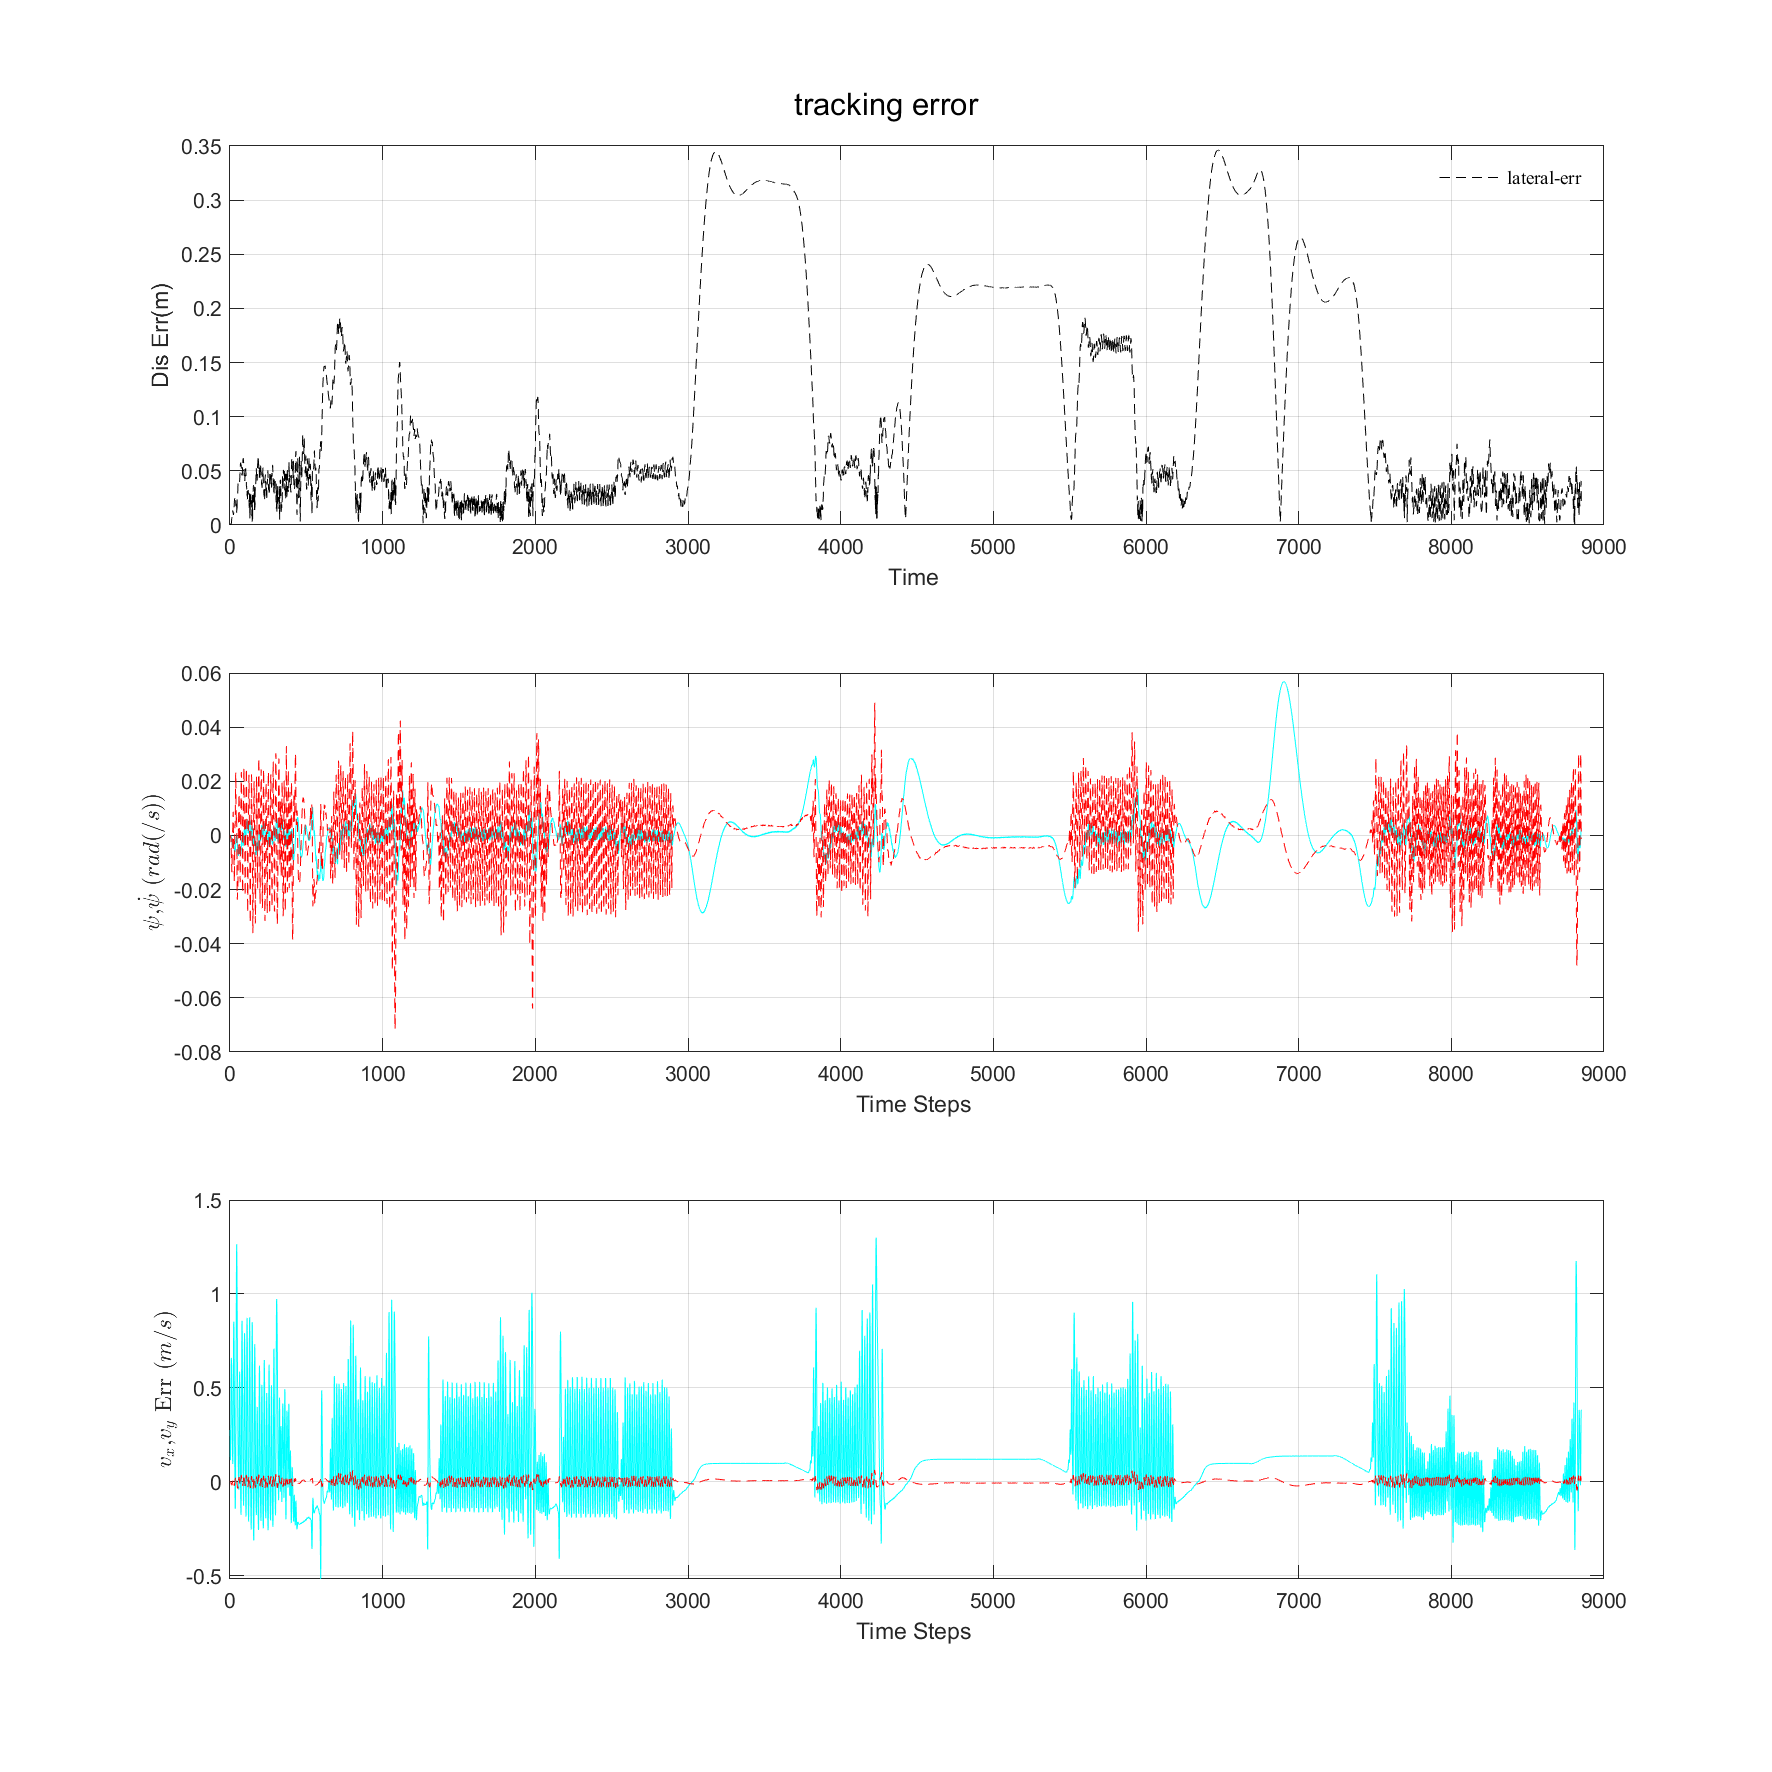 tracking error
0.35
0.3
0.25
0.2
0.15
0.1
0.05
0
Dis Err(m)
lateral-err
0 1000 2000 3000 4000 5000 6000 7000 8000 9000
Time
0.06
0.04
0.02
0
-0.02
-0.04
-0.06
-0.08
ψ,ψ̇ (rad(/s))
0 1000 2000 3000 4000 5000 6000 7000 8000 9000
Time Steps
1.5
1
0.5
0
-0.5
v_x,v_y Err (m/s)
0 1000 2000 3000 4000 5000 6000 7000 8000 9000
Time Steps